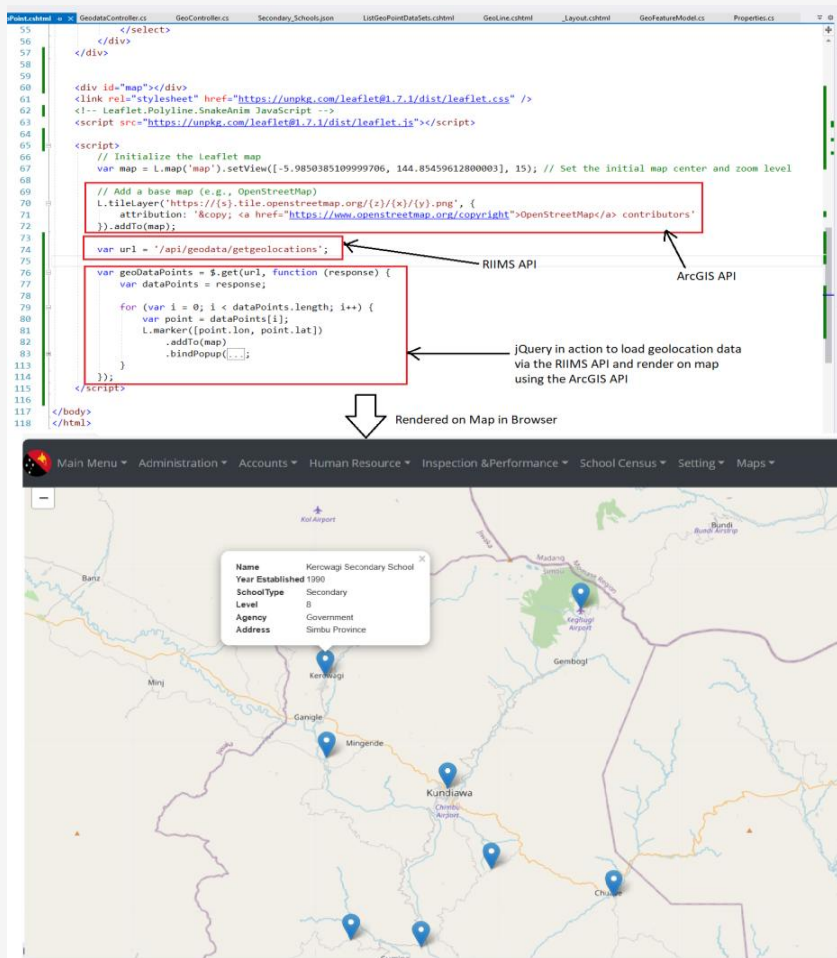 Point.cshtml GeodataController.cs GeoController.cs Secondary_Schools.json ListGeoPointDataSets.cshtml GeoLine.cshtml _Layout.cshtml GeoFeatureModel.cs Properties.cs
55 </select>
56 </div>
57 </div>
58
59
60 <div id="map"></div>
61 <link rel="stylesheet" href="https://unpkg.com/leaflet@1.7.1/dist/leaflet.css" />
62 <!-- Leaflet.Polyline.SnakeAnim JavaScript -->
63 <script src="https://unpkg.com/leaflet@1.7.1/dist/leaflet.js"></script>
64
65 <script>
66 // Initialize the Leaflet map
67 var map = L.map('map').setView([-5.9850385109999706, 144.85459612800003], 15); // Set the initial map center and zoom level
68
69 // Add a base map (e.g., OpenStreetMap)
70 L.tileLayer('https://{s}.tile.openstreetmap.org/{z}/{x}/{y}.png', {
71 attribution: '&copy; <a href="https://www.openstreetmap.org/copyright">OpenStreetMap</a> contributors'
72 }).addTo(map);
73
74 var url = '/api/geodata/getgeolocations';
75
RIIMS API
ArcGIS API
76 var geoDataPoints = $.get(url, function (response) {
77 var dataPoints = response;
78
79 for (var i = 0; i < dataPoints.length; i++) {
80 var point = dataPoints[i];
81 L.marker([point.lon, point.lat])
82 .addTo(map)
83 .bindPopup(...;
113 }
114 });
115 </script>
116
117 </body>
118 </html>
jQuery in action to load geolocation data
via the RIIMS API and render on map
using the ArcGIS API
Rendered on Map in Browser
Main Menu Administration Accounts Human Resource Inspection &Performance School Census Setting Maps
−
Kol Airport
Jiwaka
Bundi
Bundi Airstrip
Madang
Simbu
Momase Region
Banz
Name Kercwagi Secondary School
Year Established 1990
SchoolType Secondary
Level 8
Agency Government
Address Simbu Province
×
Keglsugl
Airport
Gembogl
Minj
Kerowagi
Ganigle
Mingende
Kundiawa
Chimbu
Airport
Chuave